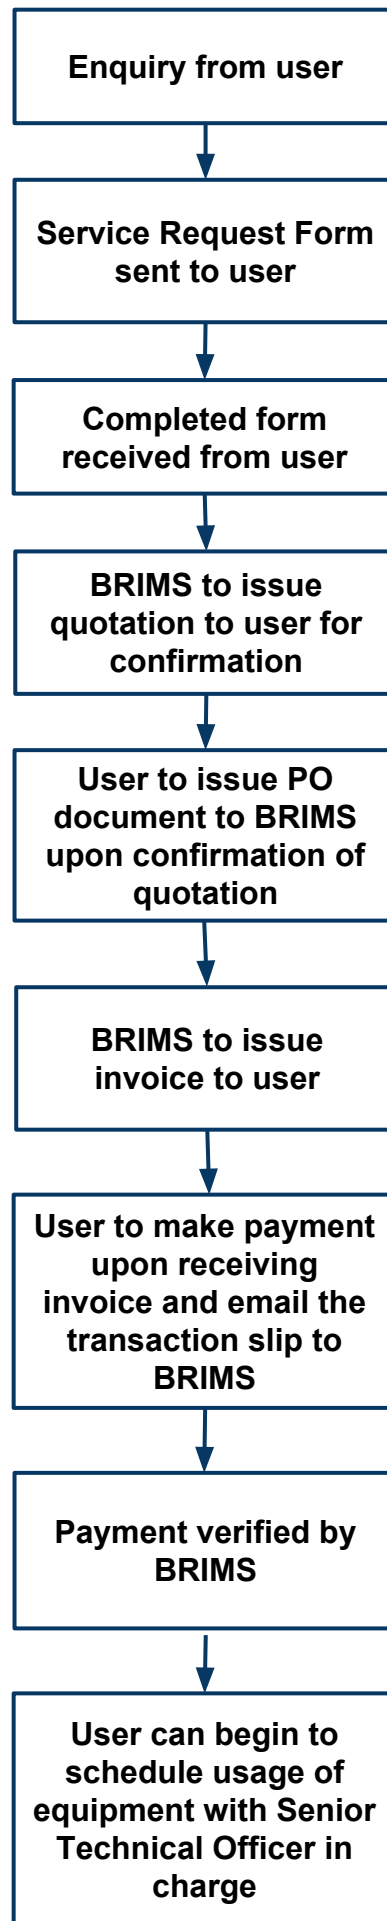 Enquiry from user
Service Request Form
sent to user
Completed form
received from user
BRIMS to issue
quotation to user for
confirmation
User to issue PO
document to BRIMS
upon confirmation of
quotation
BRIMS to issue
invoice to user
User to make payment
upon receiving
invoice and email the
transaction slip to
BRIMS
Payment verified by
BRIMS
User can begin to
schedule usage of
equipment with Senior
Technical Officer in
charge